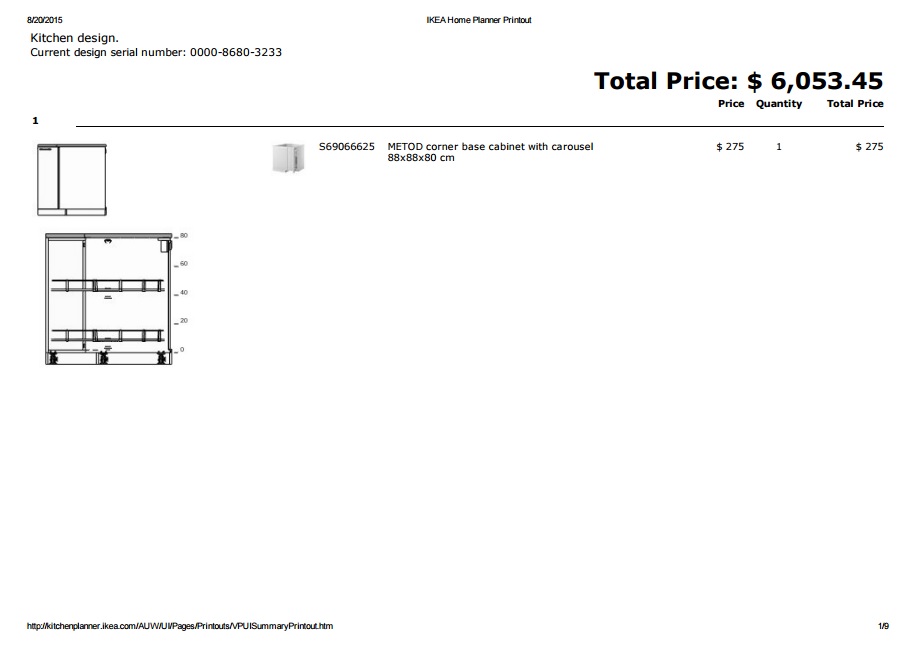 8/20/2015 IKEA Home Planner Printout
Kitchen design.
Current design serial number: 0000-8680-3233
Total Price: $ 6,053.45
Price Quantity Total Price
1
S69066625 METOD corner base cabinet with carousel $ 275 1 $ 275
88x88x80 cm
80
60
40
20
0
http://kitchenplanner.ikea.com/AUW/UI/Pages/Printouts/VPUISummaryPrintout.htm 1/9